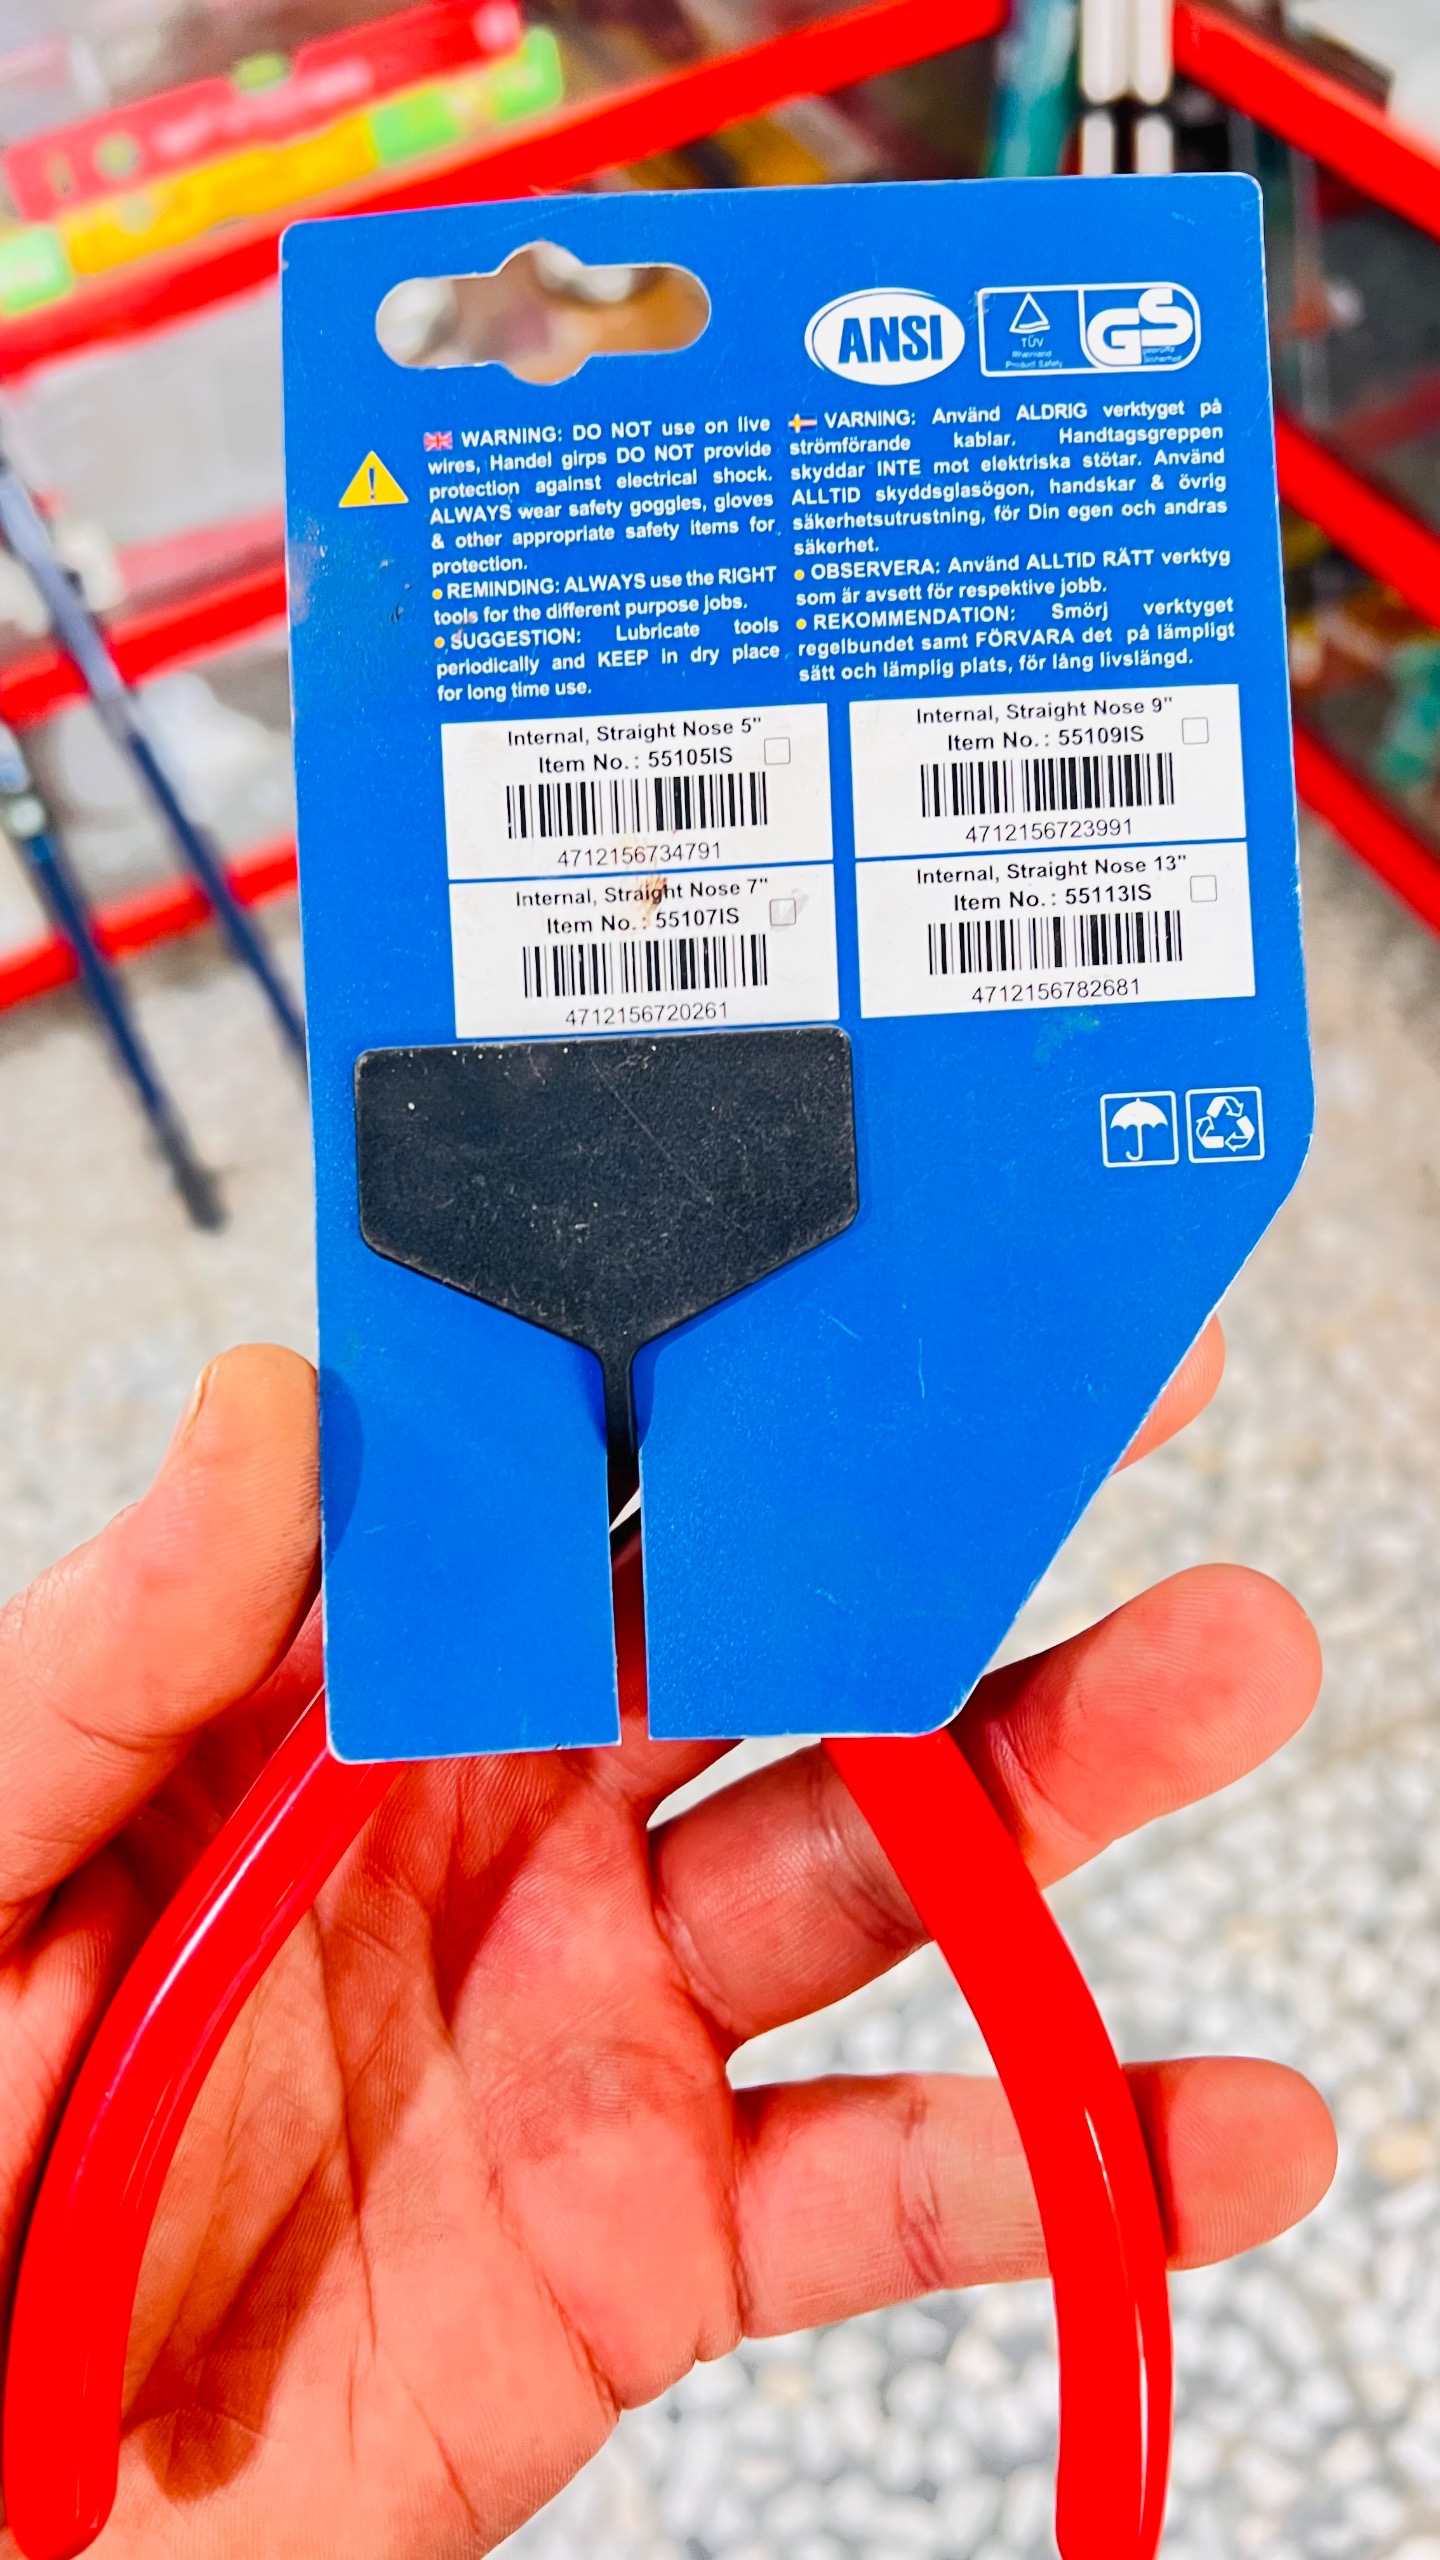 ANSI
TÜV
Rheinland
Product Safety
GS
geprüfte
Sicherheit
WARNING: DO NOT use on live
wires, Handel girps DO NOT provide
protection against electrical shock.
ALWAYS wear safety goggles, gloves
& other appropriate safety items for
protection.
REMINDING: ALWAYS use the RIGHT
tools for the different purpose jobs.
SUGGESTION: Lubricate tools
periodically and KEEP in dry place
for long time use.
VARNING: Använd ALDRIG verktyget på
strömförande kablar. Handtagsgreppen
skyddar INTE mot elektriska stötar. Använd
ALLTID skyddsglasögon, handskar & övrig
säkerhetsutrustning, för Din egen och andras
säkerhet.
OBSERVERA: Använd ALLTID RÄTT verktyg
som är avsett för respektive jobb.
REKOMMENDATION: Smörj verktyget
regelbundet samt FÖRVARA det på lämpligt
sätt och lämplig plats, för lång livslängd.
Internal, Straight Nose 5"
Item No.: 55105IS
4712156734791
Internal, Straight Nose 9"
Item No.: 55109IS
4712156723991
Internal, Straight Nose 7"
Item No.: 55107IS
4712156720261
Internal, Straight Nose 13"
Item No.: 55113IS
4712156782681